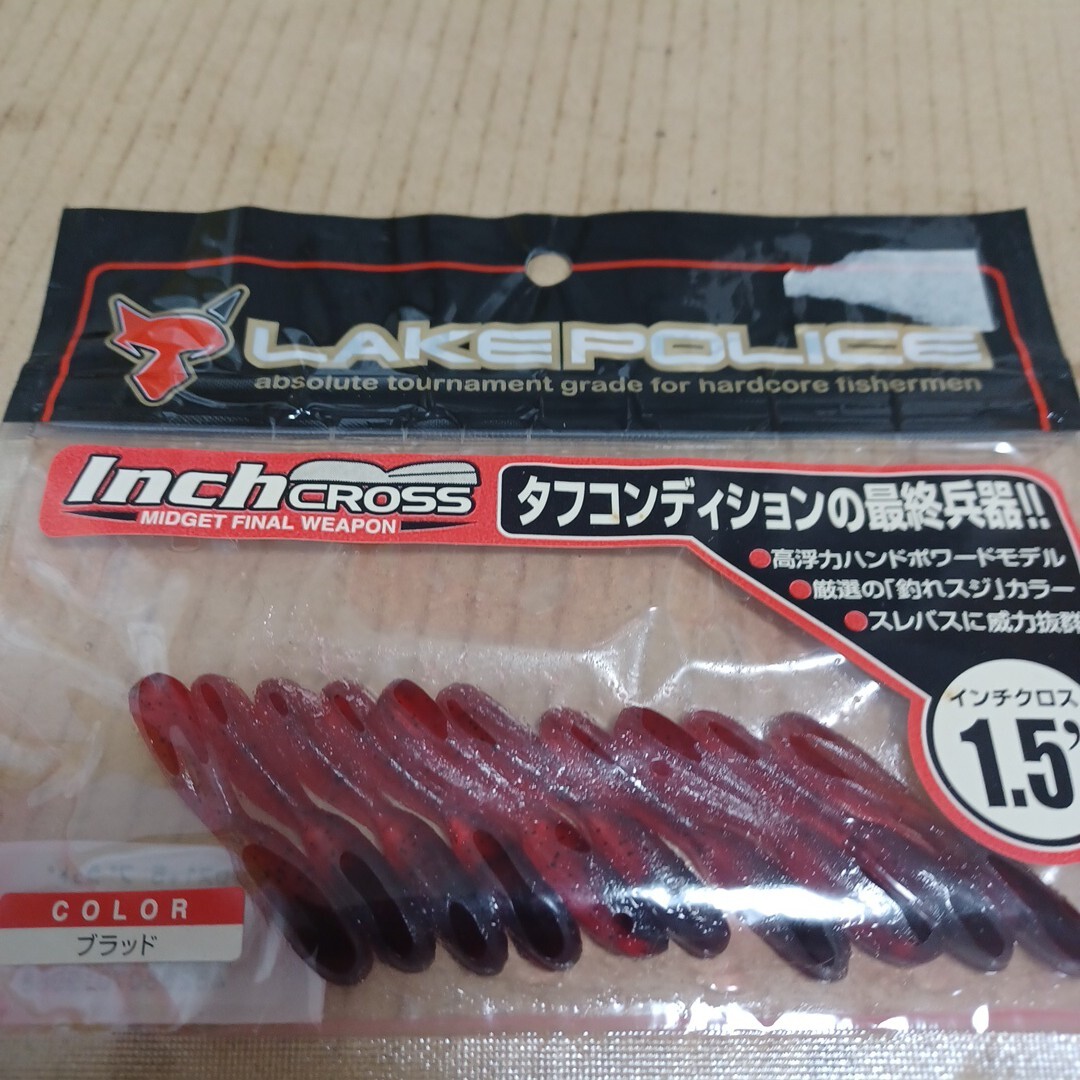 LAKE POLICE
absolute tournament grade for hardcore fishermen
Inch CROSS
MIDGET FINAL WEAPON
タフコンディションの最終兵器!!
●高浮力ハンドポワードモデル
●厳選の「釣れスジ」カラー
●スレバスに威力抜群
インチクロス
1.5"
COLOR
ブラッド